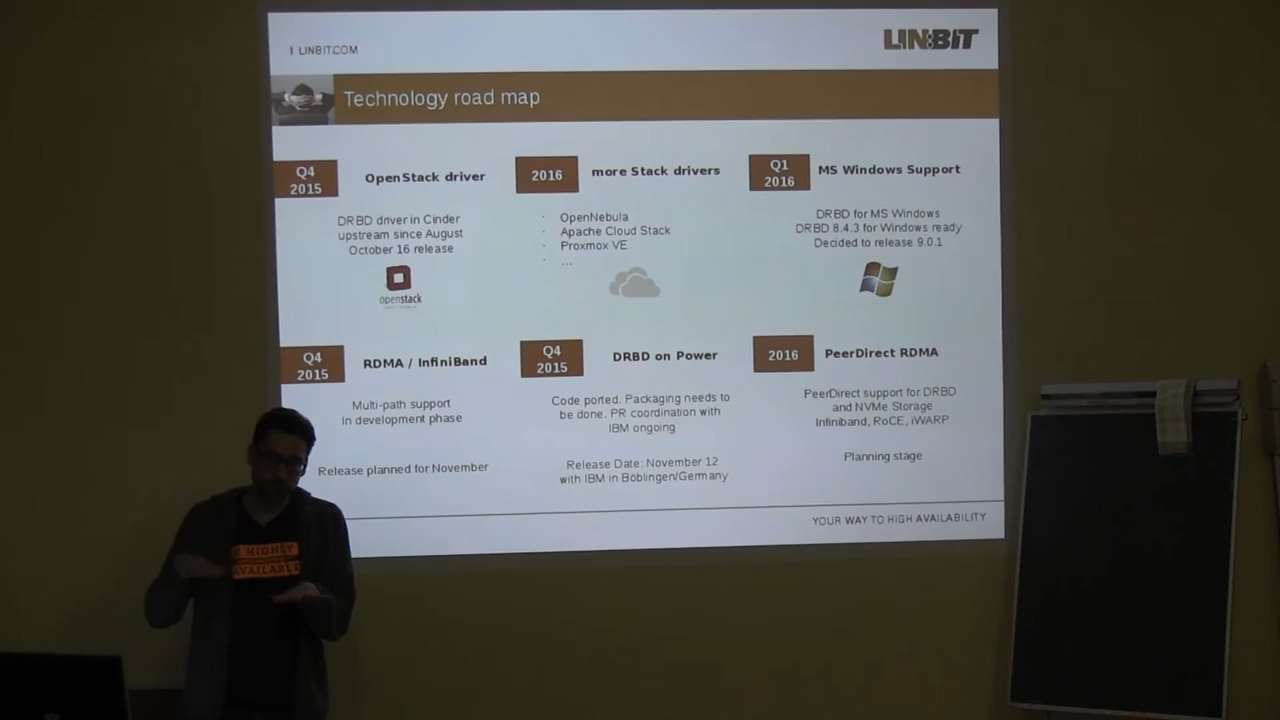 LINBIT.COM
LINBIT
Technology road map
Q4
2015
OpenStack driver
DRBD driver in Cinder
upstream since August
October 16 release
openstack
2016
more Stack drivers
· OpenNebula
· Apache Cloud Stack
· Proxmox VE
· ...
Q1
2016
MS Windows Support
DRBD for MS Windows
DRBD 8.4.3 for Windows ready
Decided to release 9.0.1
Q4
2015
RDMA / InfiniBand
Multi-path support
In development phase
Release planned for November
Q4
2015
DRBD on Power
Code ported. Packaging needs to
be done. PR coordination with
IBM ongoing
Release Date: November 12
with IBM in Böblingen/Germany
2016
PeerDirect RDMA
PeerDirect support for DRBD
and NVMe Storage
Infiniband, RoCE, iWARP
Planning stage
YOUR WAY TO HIGH AVAILABILITY
HIGHLY
AVAILABLE